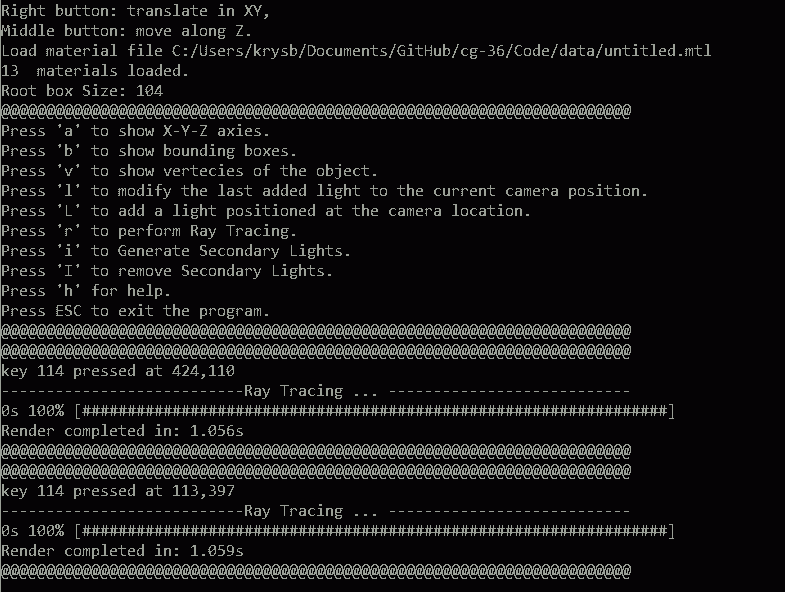 Right button: translate in XY,
Middle button: move along Z.
Load material file C:/Users/krysb/Documents/GitHub/cg-36/Code/data/untitled.mtl
13  materials loaded.
Root box Size: 104
@@@@@@@@@@@@@@@@@@@@@@@@@@@@@@@@@@@@@@@@@@@@@@@@@@@@@@@@@@@@@@@@@@@@@@
Press 'a' to show X-Y-Z axies.
Press 'b' to show bounding boxes.
Press 'v' to show vertecies of the object.
Press 'l' to modify the last added light to the current camera position.
Press 'L' to add a light positioned at the camera location.
Press 'r' to perform Ray Tracing.
Press 'i' to Generate Secondary Lights.
Press 'I' to remove Secondary Lights.
Press 'h' for help.
Press ESC to exit the program.
@@@@@@@@@@@@@@@@@@@@@@@@@@@@@@@@@@@@@@@@@@@@@@@@@@@@@@@@@@@@@@@@@@@@@@
@@@@@@@@@@@@@@@@@@@@@@@@@@@@@@@@@@@@@@@@@@@@@@@@@@@@@@@@@@@@@@@@@@@@@@
key 114 pressed at 424,110
---------------------------Ray Tracing ... ---------------------------
0s 100% [#################################################################]
Render completed in: 1.056s
@@@@@@@@@@@@@@@@@@@@@@@@@@@@@@@@@@@@@@@@@@@@@@@@@@@@@@@@@@@@@@@@@@@@@@
@@@@@@@@@@@@@@@@@@@@@@@@@@@@@@@@@@@@@@@@@@@@@@@@@@@@@@@@@@@@@@@@@@@@@@
key 114 pressed at 113,397
---------------------------Ray Tracing ... ---------------------------
0s 100% [#################################################################]
Render completed in: 1.059s
@@@@@@@@@@@@@@@@@@@@@@@@@@@@@@@@@@@@@@@@@@@@@@@@@@@@@@@@@@@@@@@@@@@@@@